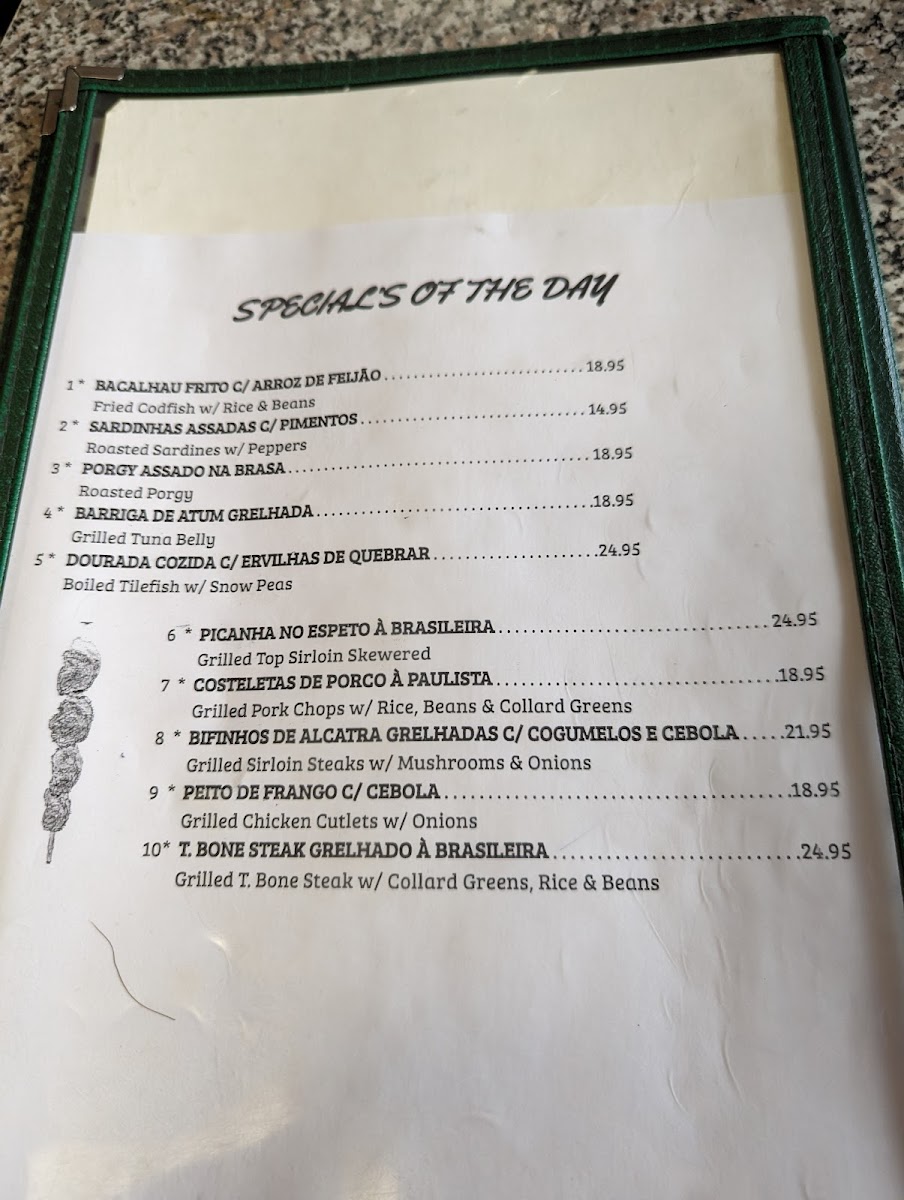 SPECIAL'S OF THE DAY
1 * BACALHAU FRITO C/ ARROZ DE FEIJÃO...........................18.95
Fried Codfish w/ Rice & Beans
2 * SARDINHAS ASSADAS C/ PIMENTOS..............................14.95
Roasted Sardines w/ Peppers
3 * PORGY ASSADO NA BRASA........................................18.95
Roasted Porgy
4 * BARRIGA DE ATUM GRELHADA....................................18.95
Grilled Tuna Belly
5 * DOURADA COZIDA C/ ERVILHAS DE QUEBRAR......................24.95
Boiled Tilefish w/ Snow Peas
6 * PICANHA NO ESPETO À BRASILEIRA................................24.95
Grilled Top Sirloin Skewered
7 * COSTELETAS DE PORCO À PAULISTA.................................18.95
Grilled Pork Chops w/ Rice, Beans & Collard Greens
8 * BIFINHOS DE ALCATRA GRELHADAS C/ COGUMELOS E CEBOLA.....21.95
Grilled Sirloin Steaks w/ Mushrooms & Onions
9 * PEITO DE FRANGO C/ CEBOLA........................................18.95
Grilled Chicken Cutlets w/ Onions
10* T. BONE STEAK GRELHADO À BRASILEIRA............................24.95
Grilled T. Bone Steak w/ Collard Greens, Rice & Beans